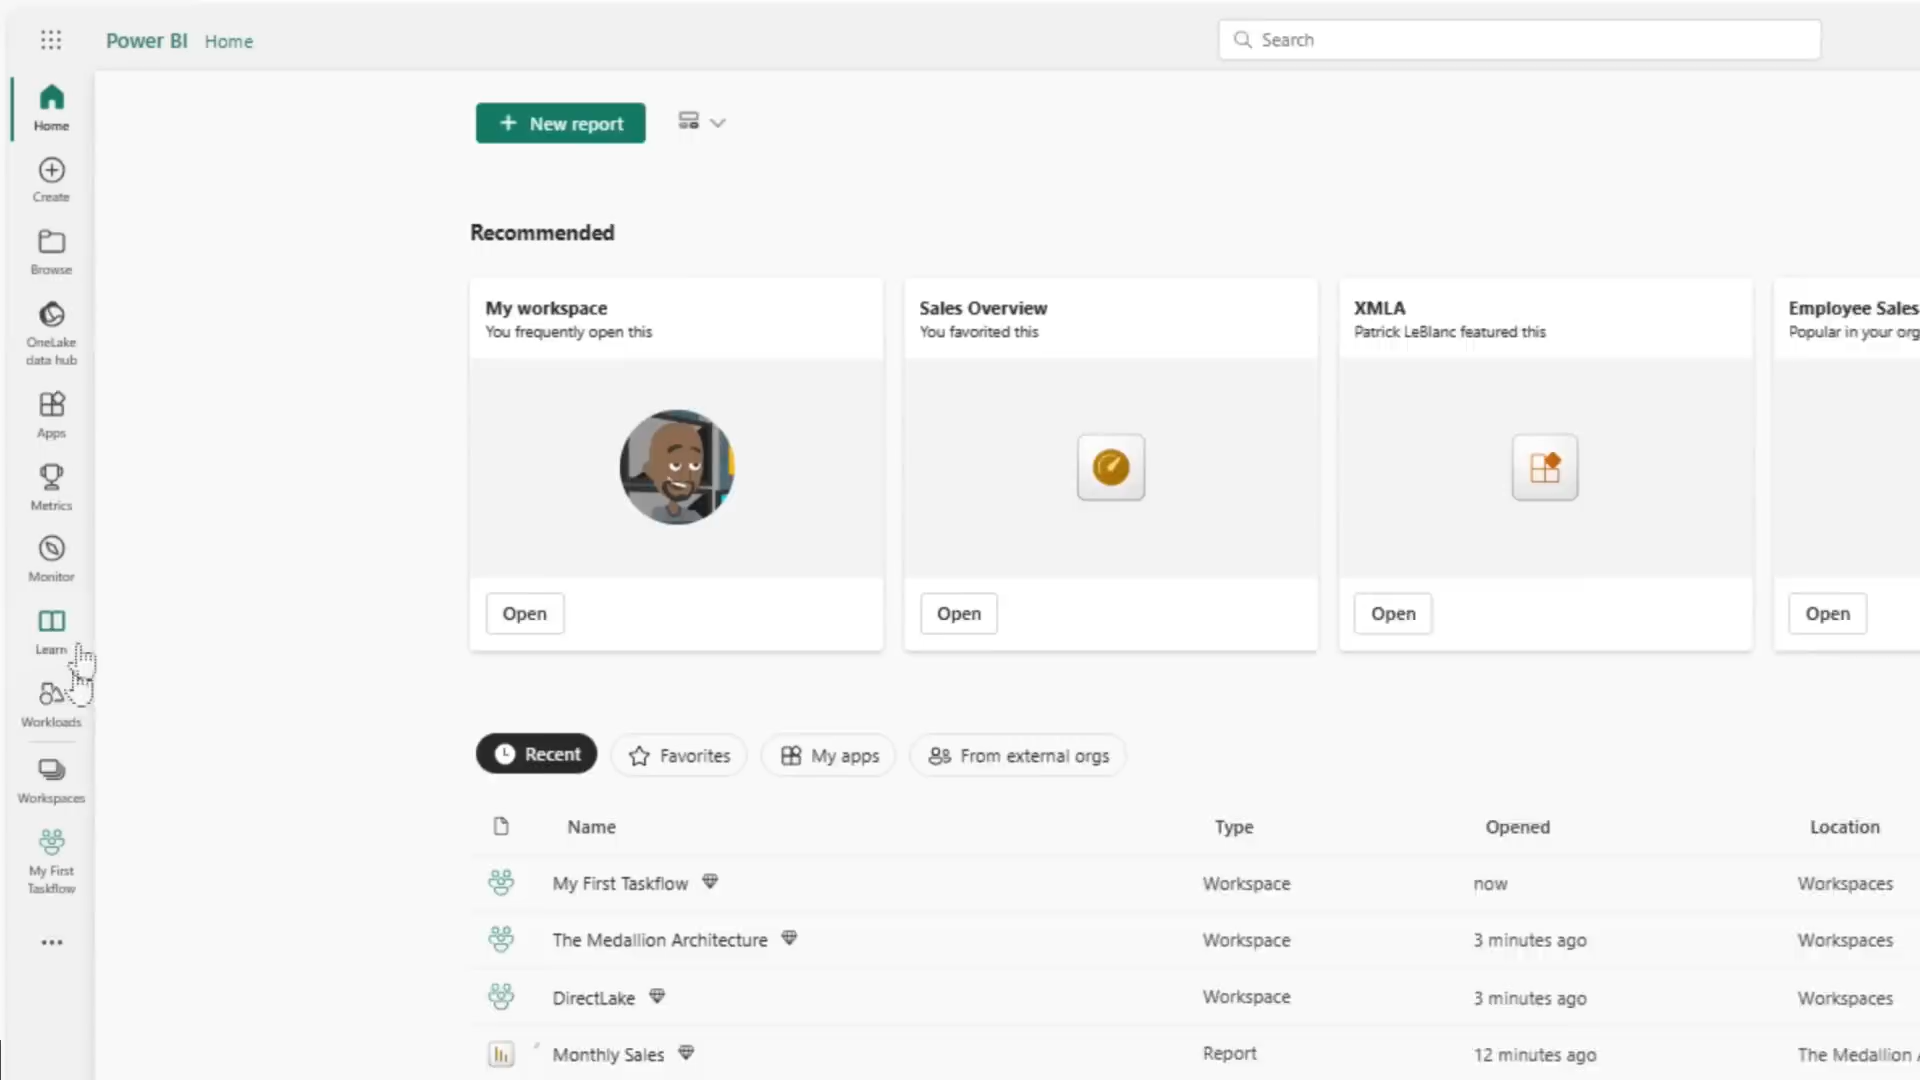 Power BI Home
Search
Home
Create
Browse
OneLake
data hub
Apps
Metrics
Monitor
Learn
Workloads
Workspaces
My First
Taskflow
New report
Recommended
My workspace
You frequently open this
Open
Sales Overview
You favorited this
Open
XMLA
Patrick LeBlanc featured this
Open
Employee Sales
Popular in your org
Open
Recent
Favorites
My apps
From external orgs
Name Type Opened Location
My First Taskflow Workspace now Workspaces
The Medallion Architecture Workspace 3 minutes ago Workspaces
DirectLake Workspace 3 minutes ago Workspaces
Monthly Sales Report 12 minutes ago The Medallion